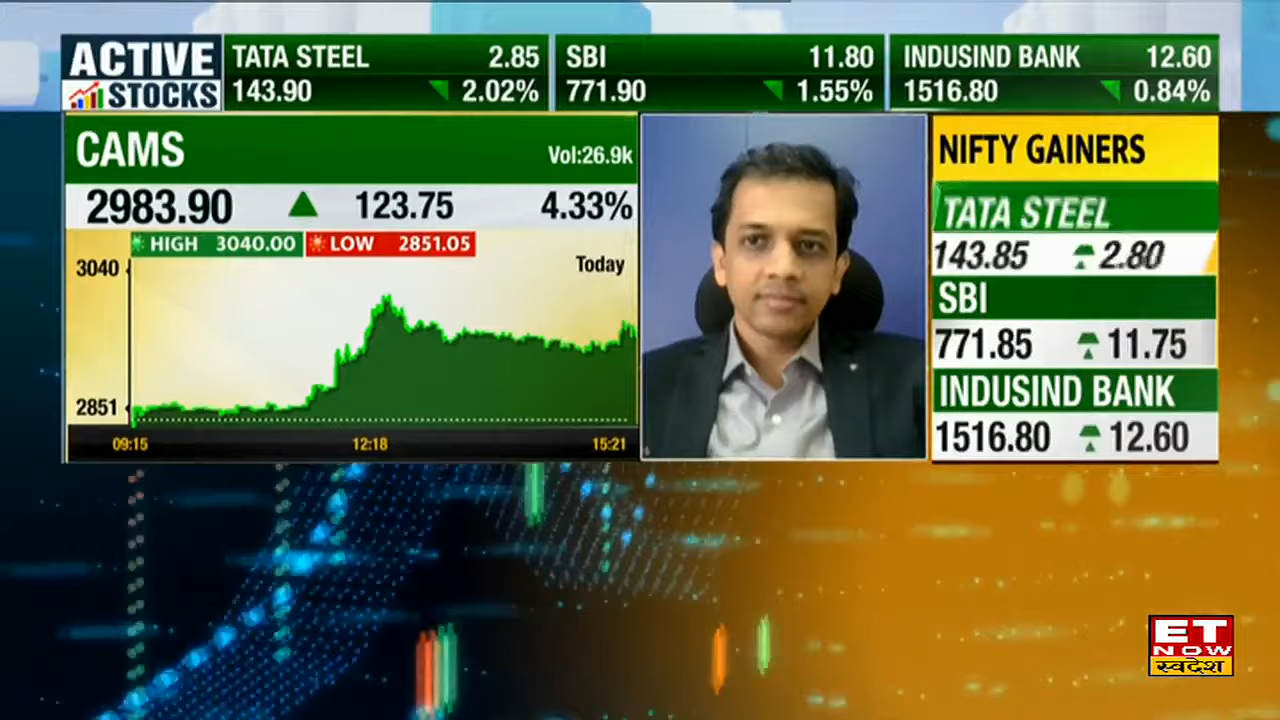 ACTIVE
STOCKS
TATA STEEL 2.85
143.90 2.02%
SBI 11.80
771.90 1.55%
INDUSIND BANK 12.60
1516.80 0.84%
CAMS Vol:26.9k
2983.90 123.75 4.33%
HIGH 3040.00 LOW 2851.05
Today
3040
2851
09:15 12:18 15:21
NIFTY GAINERS
TATA STEEL
143.85 2.80
SBI
771.85 11.75
INDUSIND BANK
1516.80 12.60
ET
NOW
स्वदेश